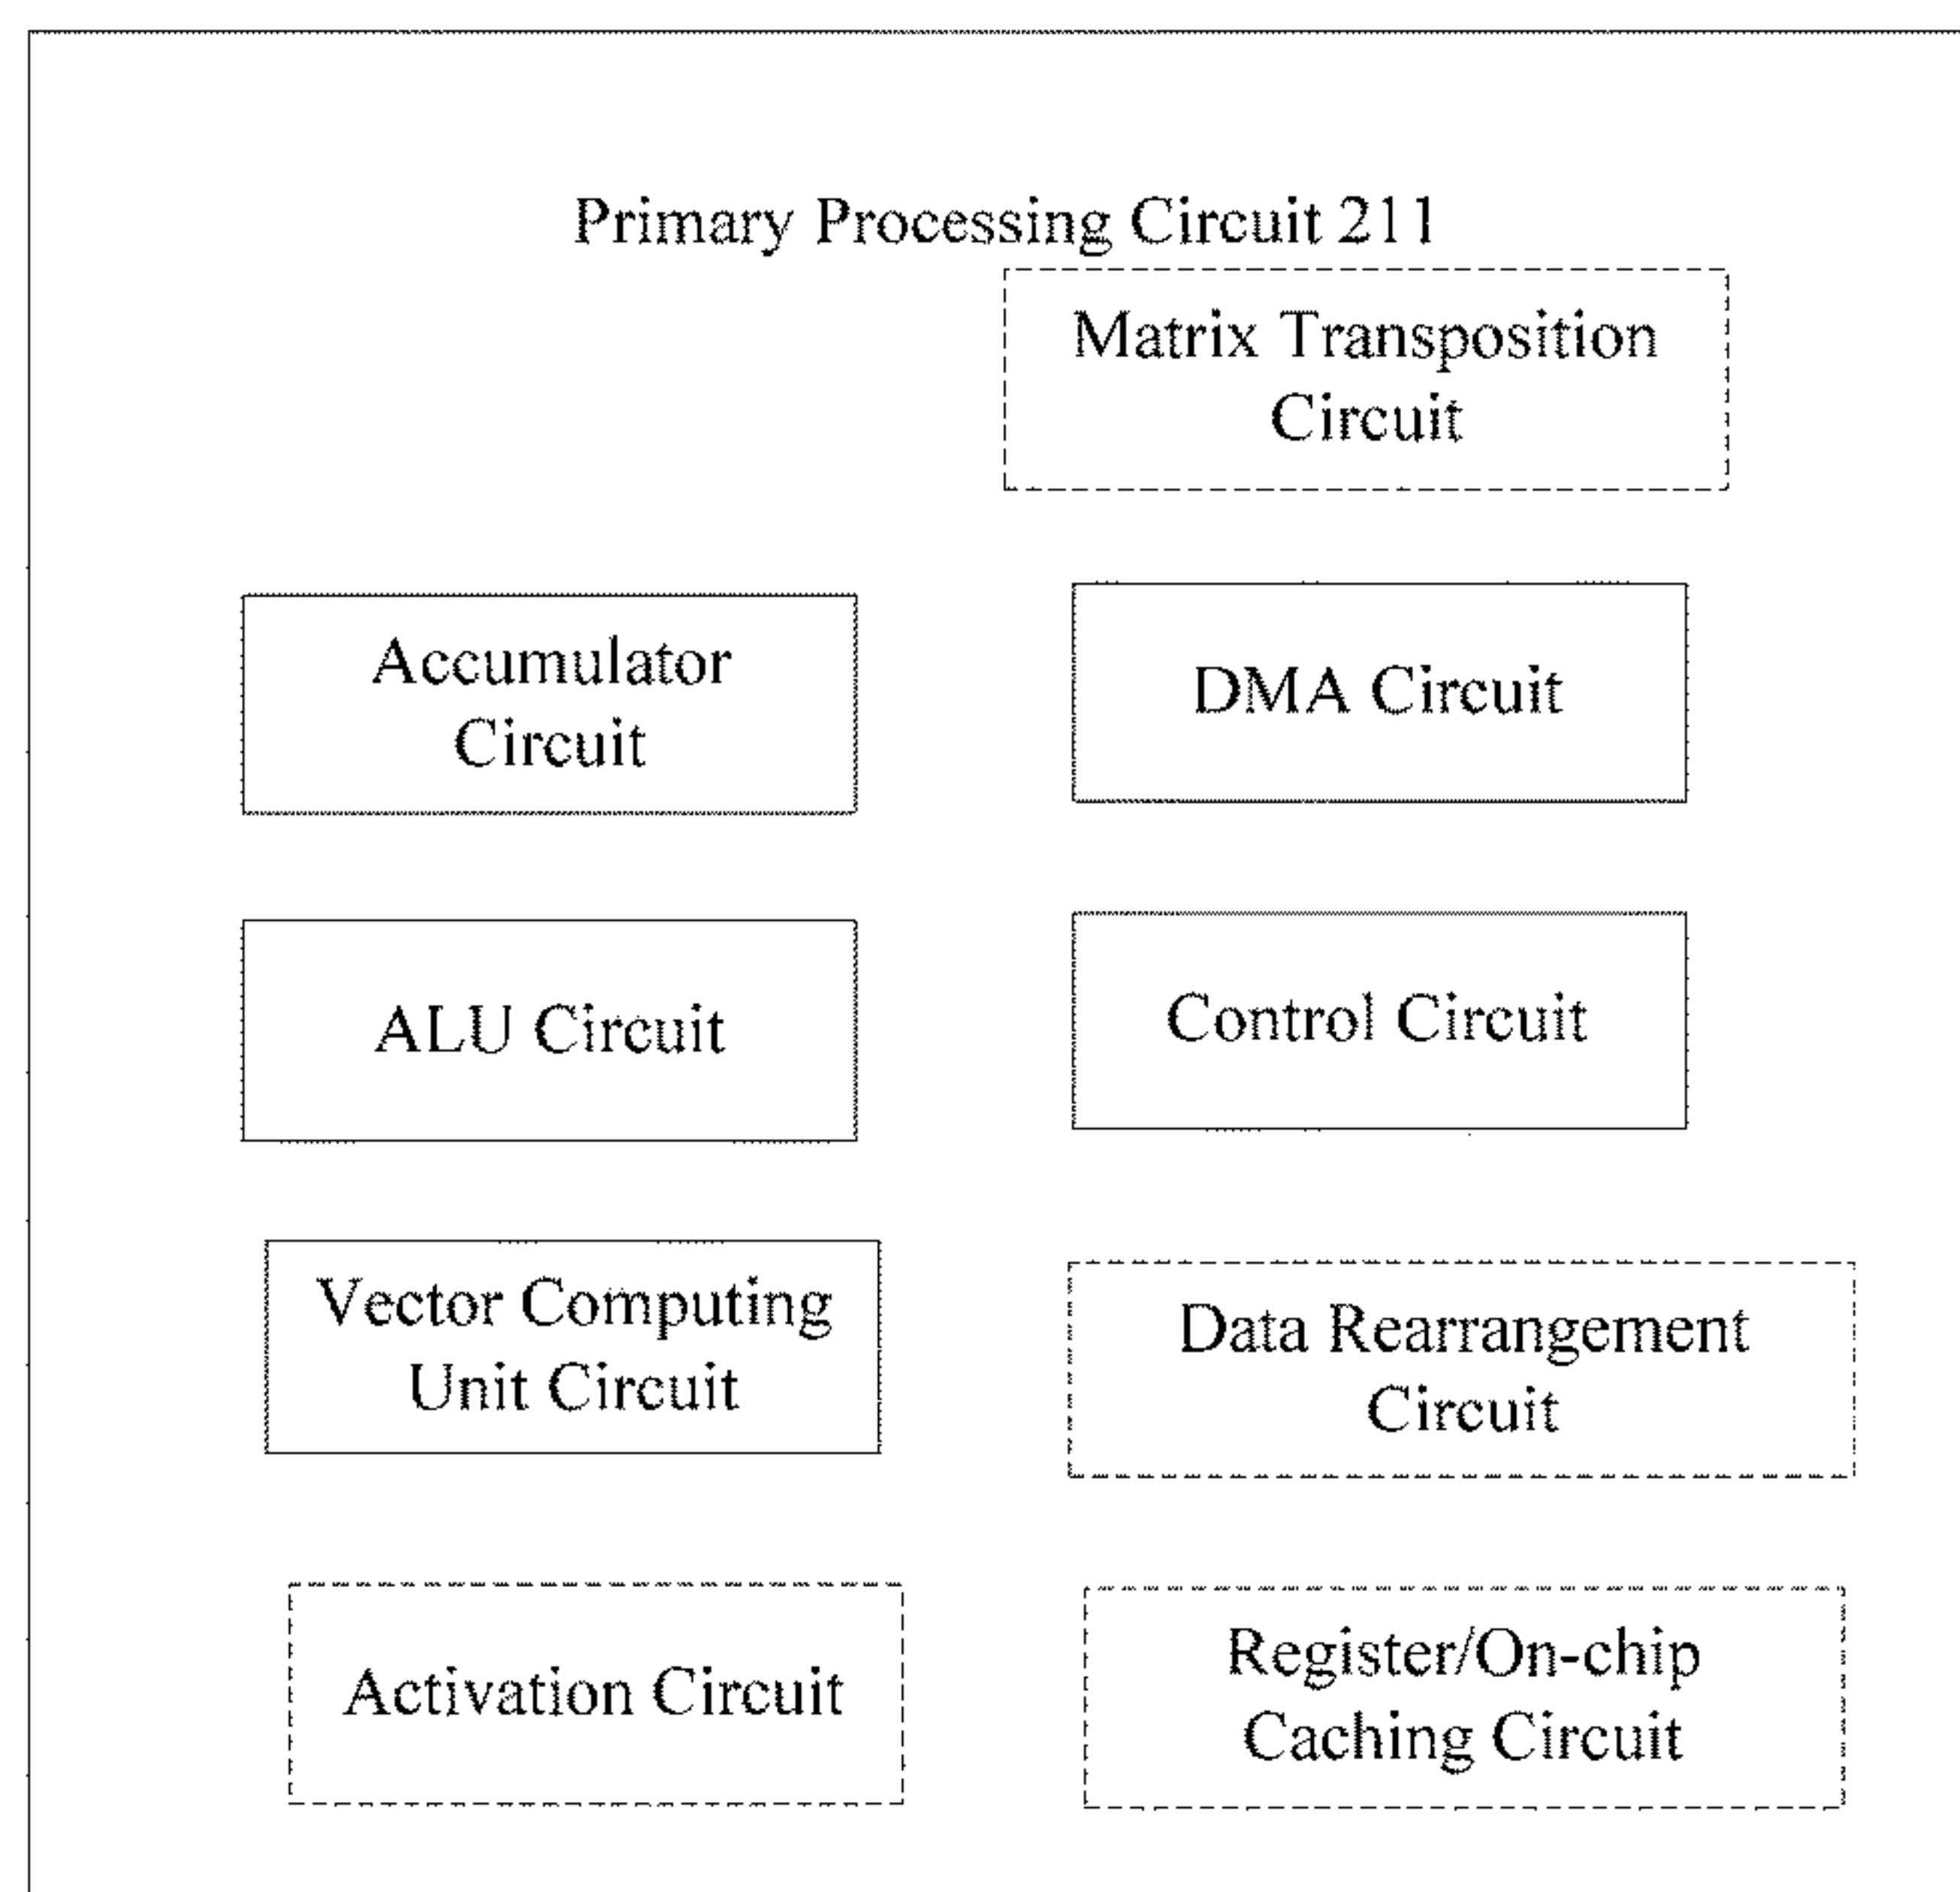 Primary Processing Circuit 211
Matrix Transposition
Circuit
Accumulator
Circuit
DMA Circuit
ALU Circuit
Control Circuit
Vector Computing
Unit Circuit
Data Rearrangement
Circuit
Activation Circuit
Register/On-chip
Caching Circuit